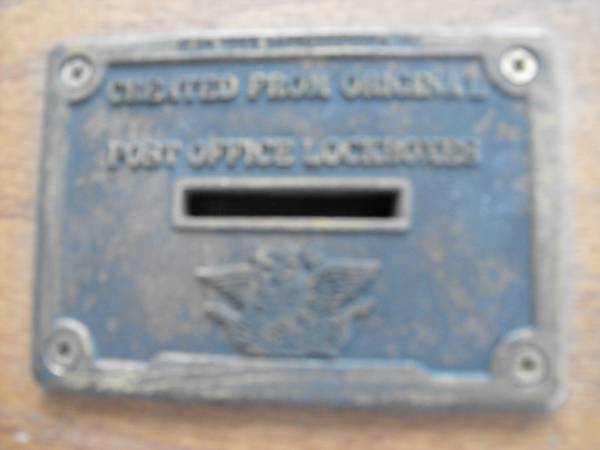 CREATED FROM ORIGINAL
POST OFFICE LOCKBOXES